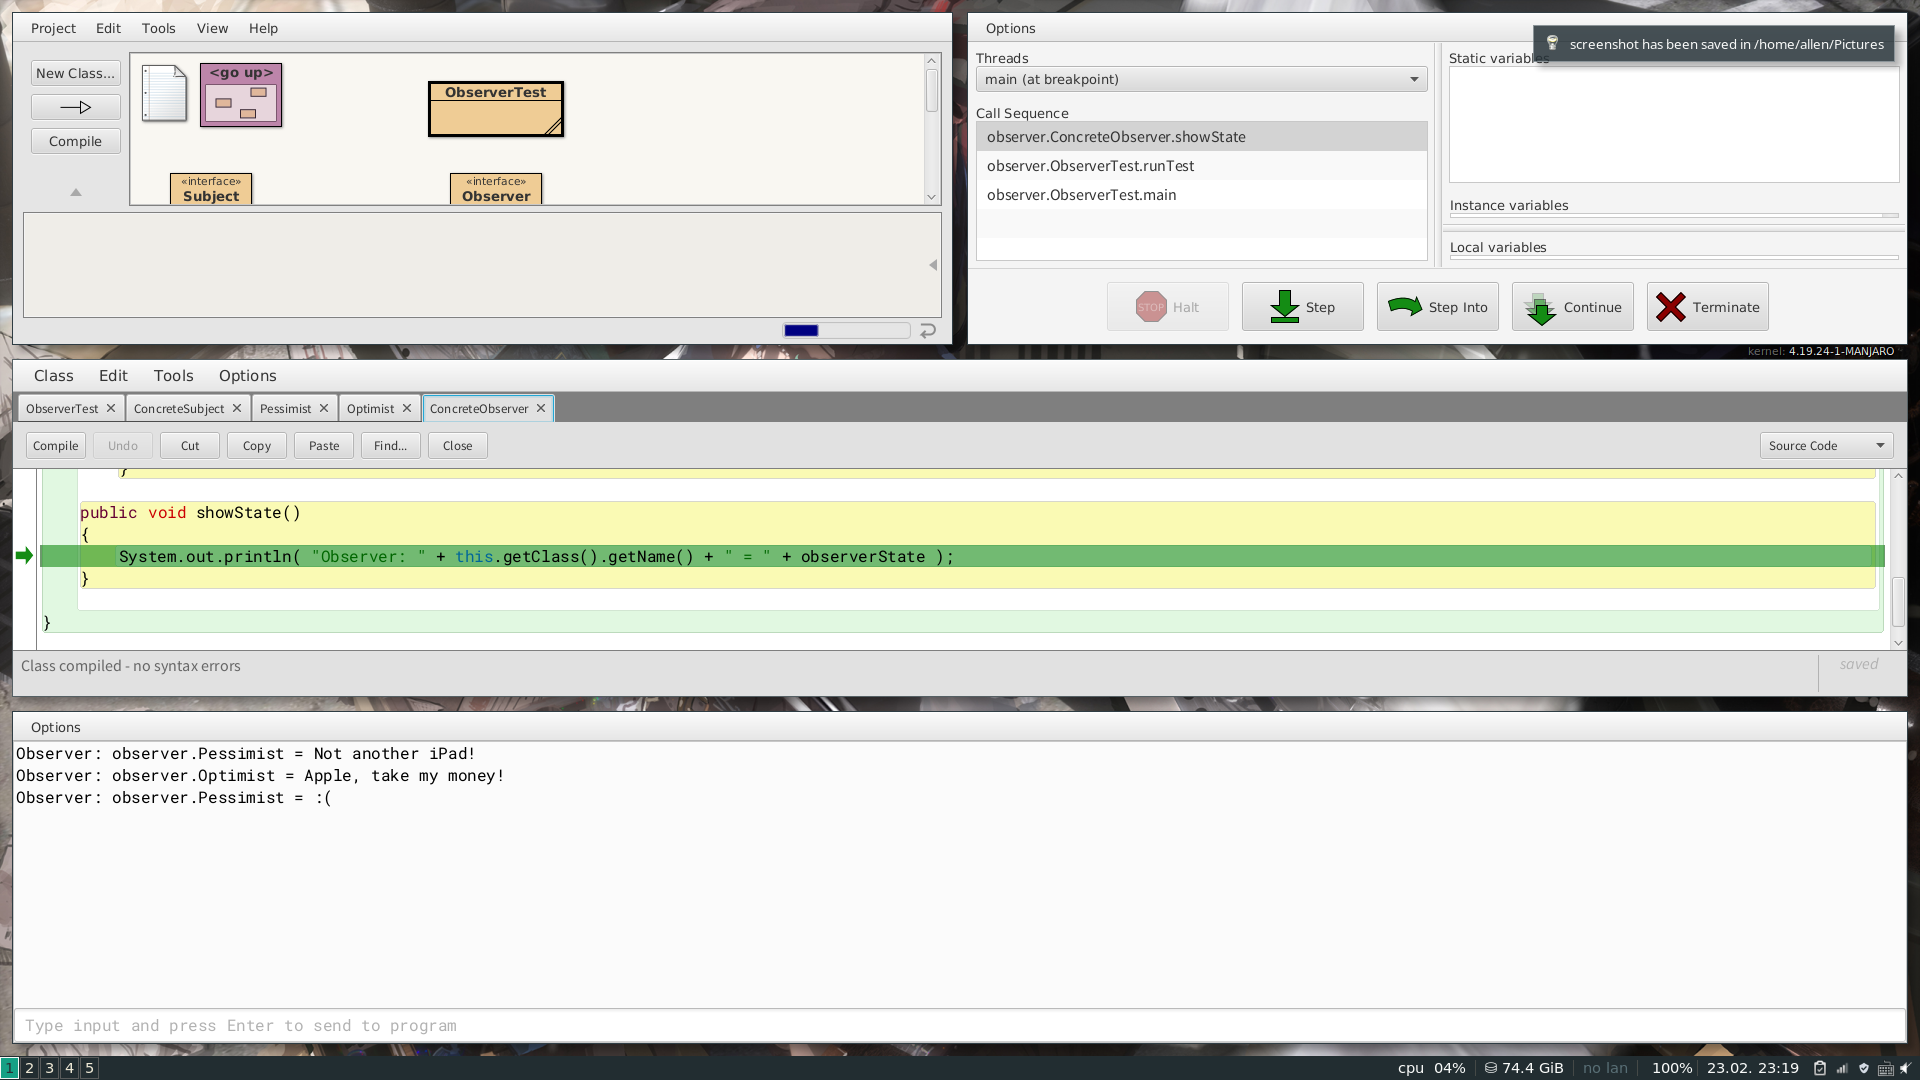 Project Edit Tools View Help
New Class...
Compile
<go up>
ObserverTest
«interface»
Subject
«interface»
Observer
Options
screenshot has been saved in /home/allen/Pictures
Threads
main (at breakpoint)
Call Sequence
observer.ConcreteObserver.showState
observer.ObserverTest.runTest
observer.ObserverTest.main
Static variables
Instance variables
Local variables
STOP Halt
Step
Step Into
Continue
Terminate
kernel: 4.19.24-1-MANJARO
Class Edit Tools Options
ObserverTest ConcreteSubject Pessimist Optimist ConcreteObserver
Compile Undo Cut Copy Paste Find... Close Source Code
}
public void showState()
{
System.out.println( "Observer: " + this.getClass().getName() + " = " + observerState );
}
}
Class compiled - no syntax errors
saved
Options
Observer: observer.Pessimist = Not another iPad!
Observer: observer.Optimist = Apple, take my money!
Observer: observer.Pessimist = :(
Type input and press Enter to send to program
1 2 3 4 5 cpu 04% 74.4 GiB no lan 100% 23.02. 23:19